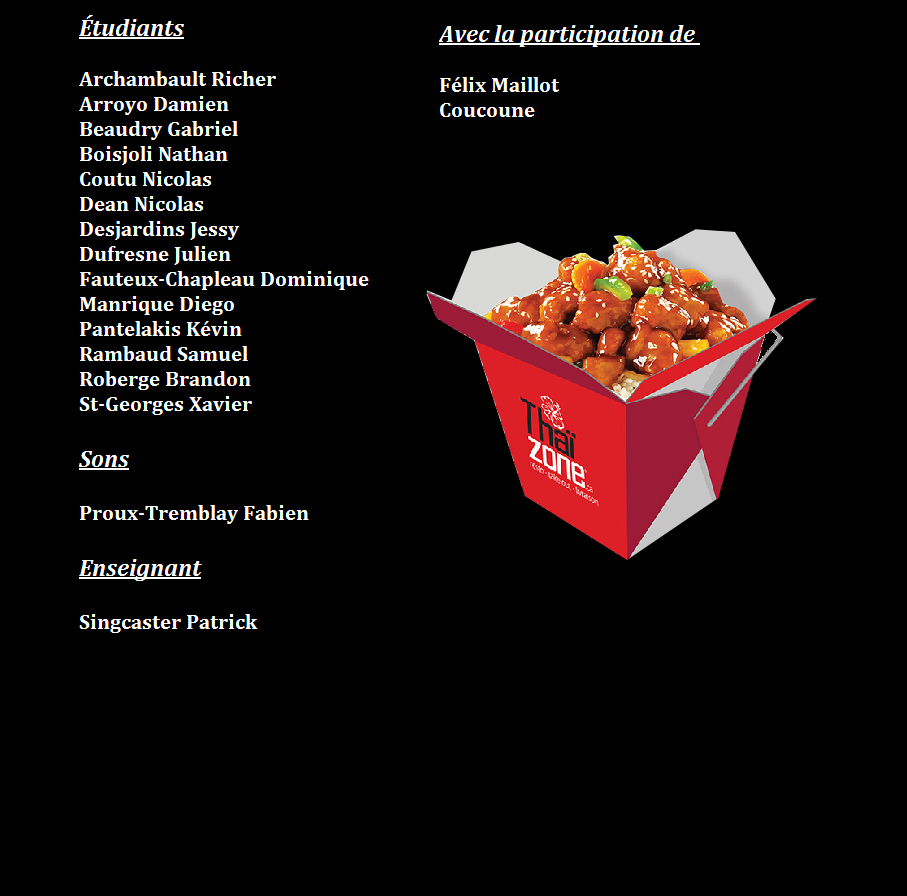 Étudiants
Archambault Richer
Arroyo Damien
Beaudry Gabriel
Boisjoli Nathan
Coutu Nicolas
Dean Nicolas
Desjardins Jessy
Dufresne Julien
Fauteux-Chapleau Dominique
Manrique Diego
Pantelakis Kévin
Rambaud Samuel
Roberge Brandon
St-Georges Xavier
Sons
Proux-Tremblay Fabien
Enseignant
Singcaster Patrick
Avec la participation de
Félix Maillot
Coucoune
Thaï
zone
livraison